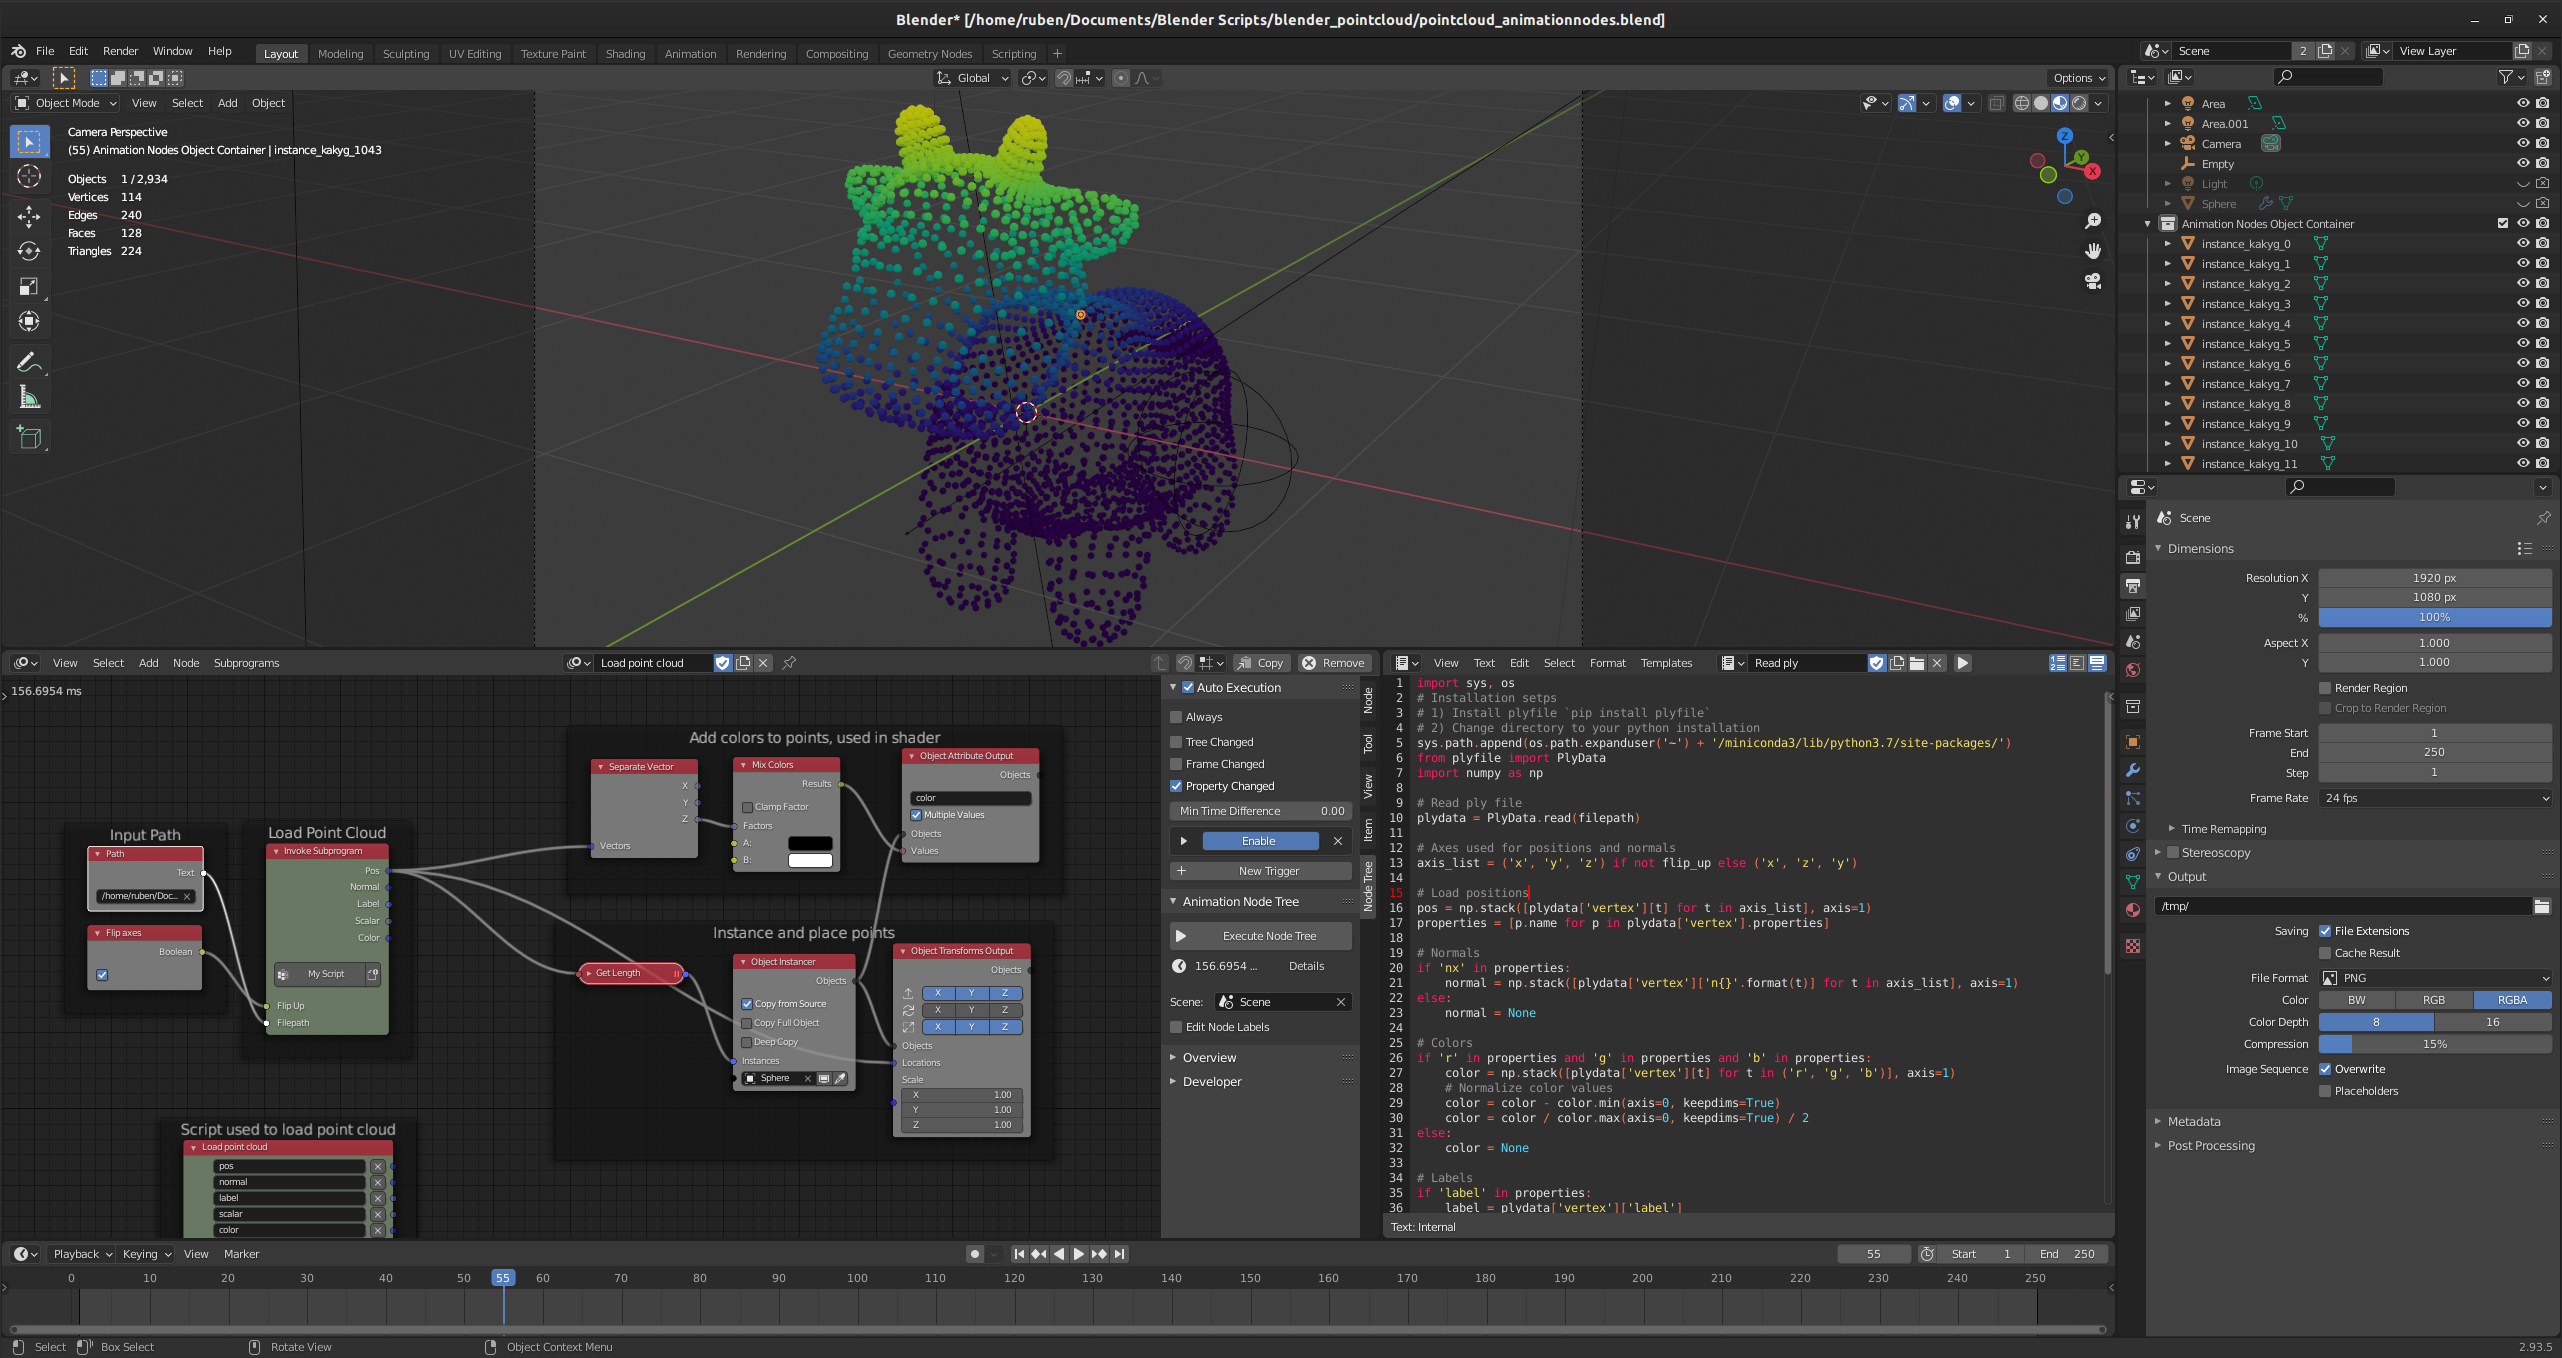 Blender* [/home/ruben/Documents/Blender Scripts/blender_pointcloud/pointcloud_animationnodes.blend]
File Edit Render Window Help Layout Modeling Sculpting UV Editing Texture Paint Shading Animation Rendering Compositing Geometry Nodes Scripting + Scene 2 View Layer
Global Options
Object Mode View Select Add Object
Camera Perspective
(55) Animation Nodes Object Container | instance_kakyg_1043
Objects 1 / 2,934
Vertices 114
Edges 240
Faces 128
Triangles 224
Z
Y
X
Area
Area.001
Camera
Empty
Light
Sphere
Animation Nodes Object Container
instance_kakyg_0
instance_kakyg_1
instance_kakyg_2
instance_kakyg_3
instance_kakyg_4
instance_kakyg_5
instance_kakyg_6
instance_kakyg_7
instance_kakyg_8
instance_kakyg_9
instance_kakyg_10
instance_kakyg_11
Scene
Dimensions
Resolution X 1920 px
Y 1080 px
% 100%
Aspect X 1.000
Y 1.000
Render Region
Crop to Render Region
Frame Start 1
End 250
Step 1
Frame Rate 24 fps
Time Remapping
Stereoscopy
Output
/tmp/
Saving File Extensions
Cache Result
File Format PNG
Color BW RGB RGBA
Color Depth 8 16
Compression 15%
Image Sequence Overwrite
Placeholders
Metadata
Post Processing
View Select Add Node Subprograms Load point cloud Copy Remove
156.6954 ms
Input Path
Path
Text
/home/ruben/Doc...
Flip axes
Boolean
Load Point Cloud
Invoke Subprogram
Pos
Normal
Label
Scalar
Color
My Script
Flip Up
Filepath
Add colors to points, used in shader
Separate Vector
X
Y
Z
Vectors
Mix Colors
Results
Clamp Factor
Factors
A:
B:
Object Attribute Output
Objects
color
Multiple Values
Objects
Values
Instance and place points
Get Length
Object Instancer
Objects
Copy from Source
Copy Full Object
Deep Copy
Instances
Sphere
Object Transforms Output
Objects
X Y Z
X Y Z
X Y Z
Objects
Locations
Scale
X 1.00
Y 1.00
Z 1.00
Script used to load point cloud
Load point cloud
pos
normal
label
scalar
color
Auto Execution
Always
Tree Changed
Frame Changed
Property Changed
Min Time Difference 0.00
Enable
New Trigger
Animation Node Tree
Execute Node Tree
156.6954 ... Details
Scene: Scene
Edit Node Labels
Overview
Developer
Node
Tool
View
Item
Node Tree
View Text Edit Select Format Templates Read ply
1 import sys, os
2 # Installation setps
3 # 1) Install plyfile `pip install plyfile`
4 # 2) Change directory to your python installation
5 sys.path.append(os.path.expanduser('~') + '/miniconda3/lib/python3.7/site-packages/')
6 from plyfile import PlyData
7 import numpy as np
8
9 # Read ply file
10 plydata = PlyData.read(filepath)
11
12 # Axes used for positions and normals
13 axis_list = ('x', 'y', 'z') if not flip_up else ('x', 'z', 'y')
14
15 # Load positions
16 pos = np.stack([plydata['vertex'][t] for t in axis_list], axis=1)
17 properties = [p.name for p in plydata['vertex'].properties]
18
19 # Normals
20 if 'nx' in properties:
21 normal = np.stack([plydata['vertex']['n{}'.format(t)] for t in axis_list], axis=1)
22 else:
23 normal = None
24
25 # Colors
26 if 'r' in properties and 'g' in properties and 'b' in properties:
27 color = np.stack([plydata['vertex'][t] for t in ('r', 'g', 'b')], axis=1)
28 # Normalize color values
29 color = color - color.min(axis=0, keepdims=True)
30 color = color / color.max(axis=0, keepdims=True) / 2
31 else:
32 color = None
33
34 # Labels
35 if 'label' in properties:
36 label = plydata['vertex']['label']
Text: Internal
Playback Keying View Marker 55 Start 1 End 250
0 10 20 30 40 50 55 60 70 80 90 100 110 120 130 140 150 160 170 180 190 200 210 220 230 240 250
Select Box Select Rotate View Object Context Menu 2.93.5